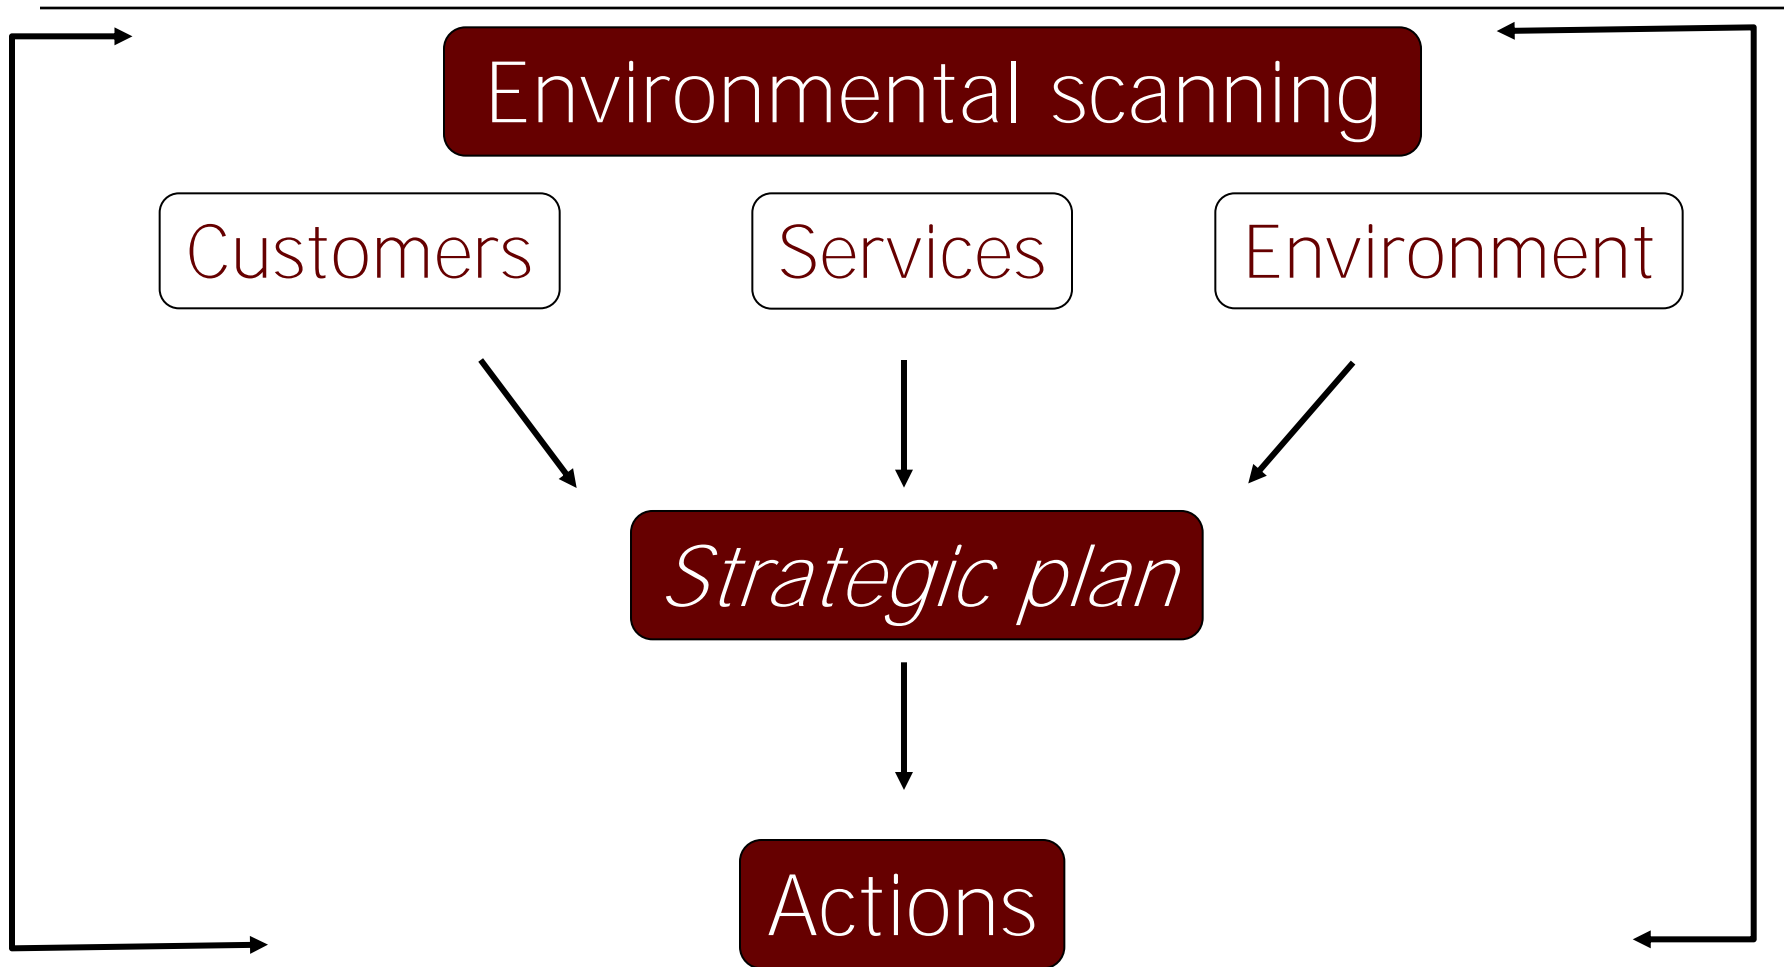 Environmental scanning
Customers
Services
Environment
Strategic plan
Actions